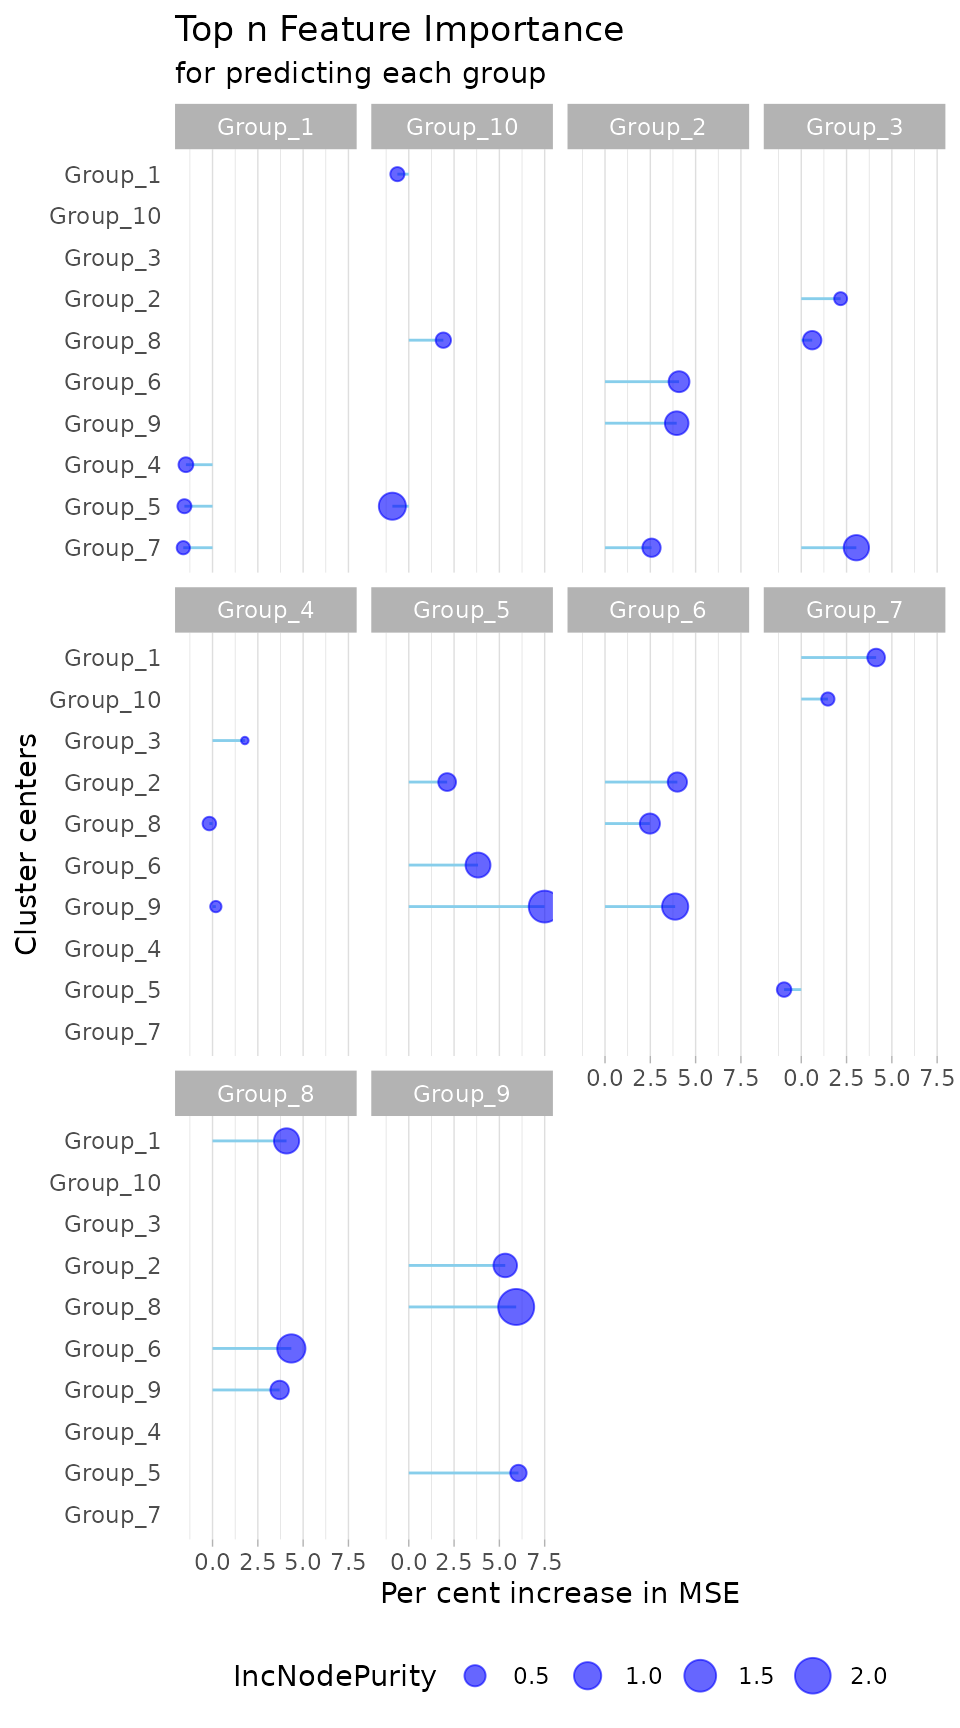 Top n Feature Importance
for predicting each group
Group_1 Group_10 Group_2 Group_3
Group_1
Group_10
Group_3
Group_2
Group_8
Group_6
Group_9
Group_4
Group_5
Group_7
Group_4 Group_5 Group_6 Group_7
Group_1
Group_10
Group_3
Group_2
Group_8
Group_6
Group_9
Group_4
Group_5
Group_7
Cluster centers
0.0 2.5 5.0 7.5 0.0 2.5 5.0 7.5
Group_8 Group_9
Group_1
Group_10
Group_3
Group_2
Group_8
Group_6
Group_9
Group_4
Group_5
Group_7
0.0 2.5 5.0 7.5 0.0 2.5 5.0 7.5
Per cent increase in MSE
IncNodePurity 0.5 1.0 1.5 2.0